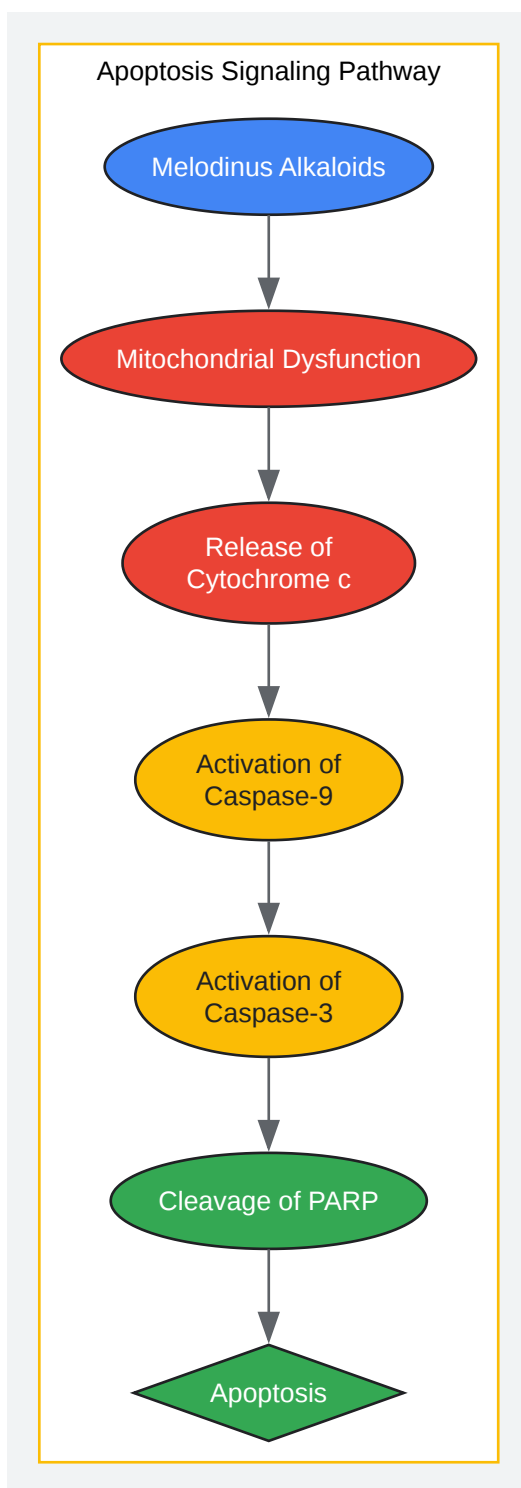 Apoptosis Signaling Pathway
Melodinus Alkaloids
Mitochondrial Dysfunction
Release of
Cytochrome c
Activation of
Caspase-9
Activation of
Caspase-3
Cleavage of PARP
Apoptosis